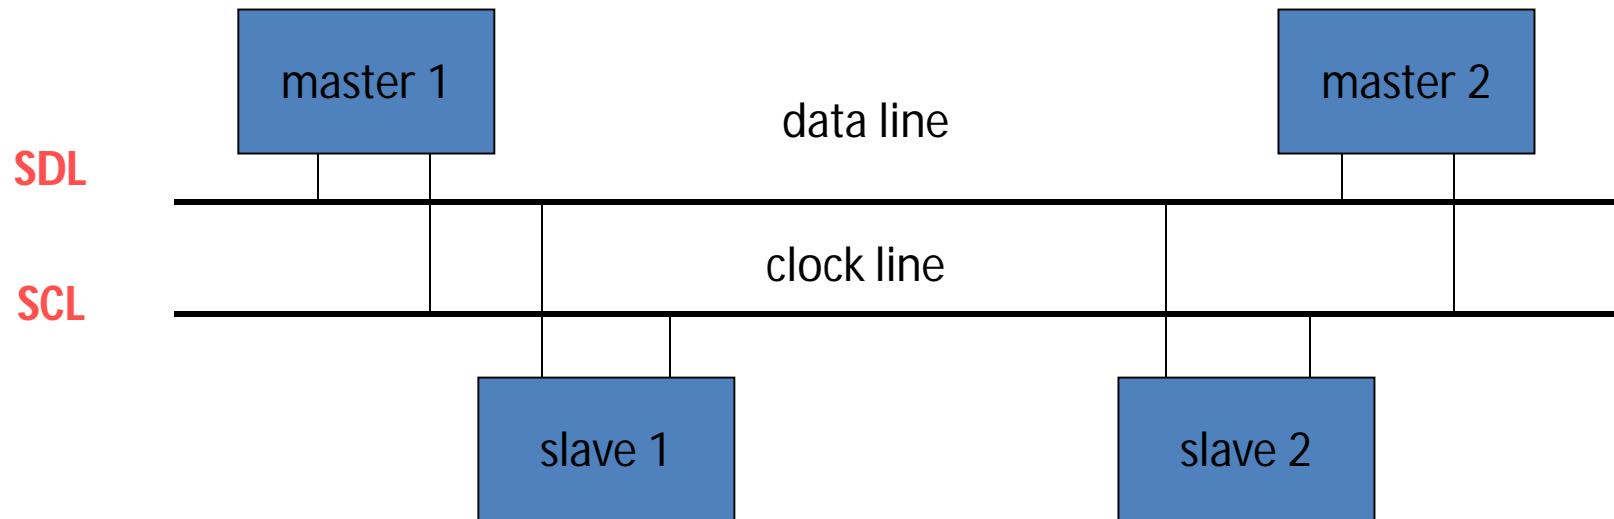 master 1
master 2
data line
SDL
clock line
SCL
slave 1
slave 2